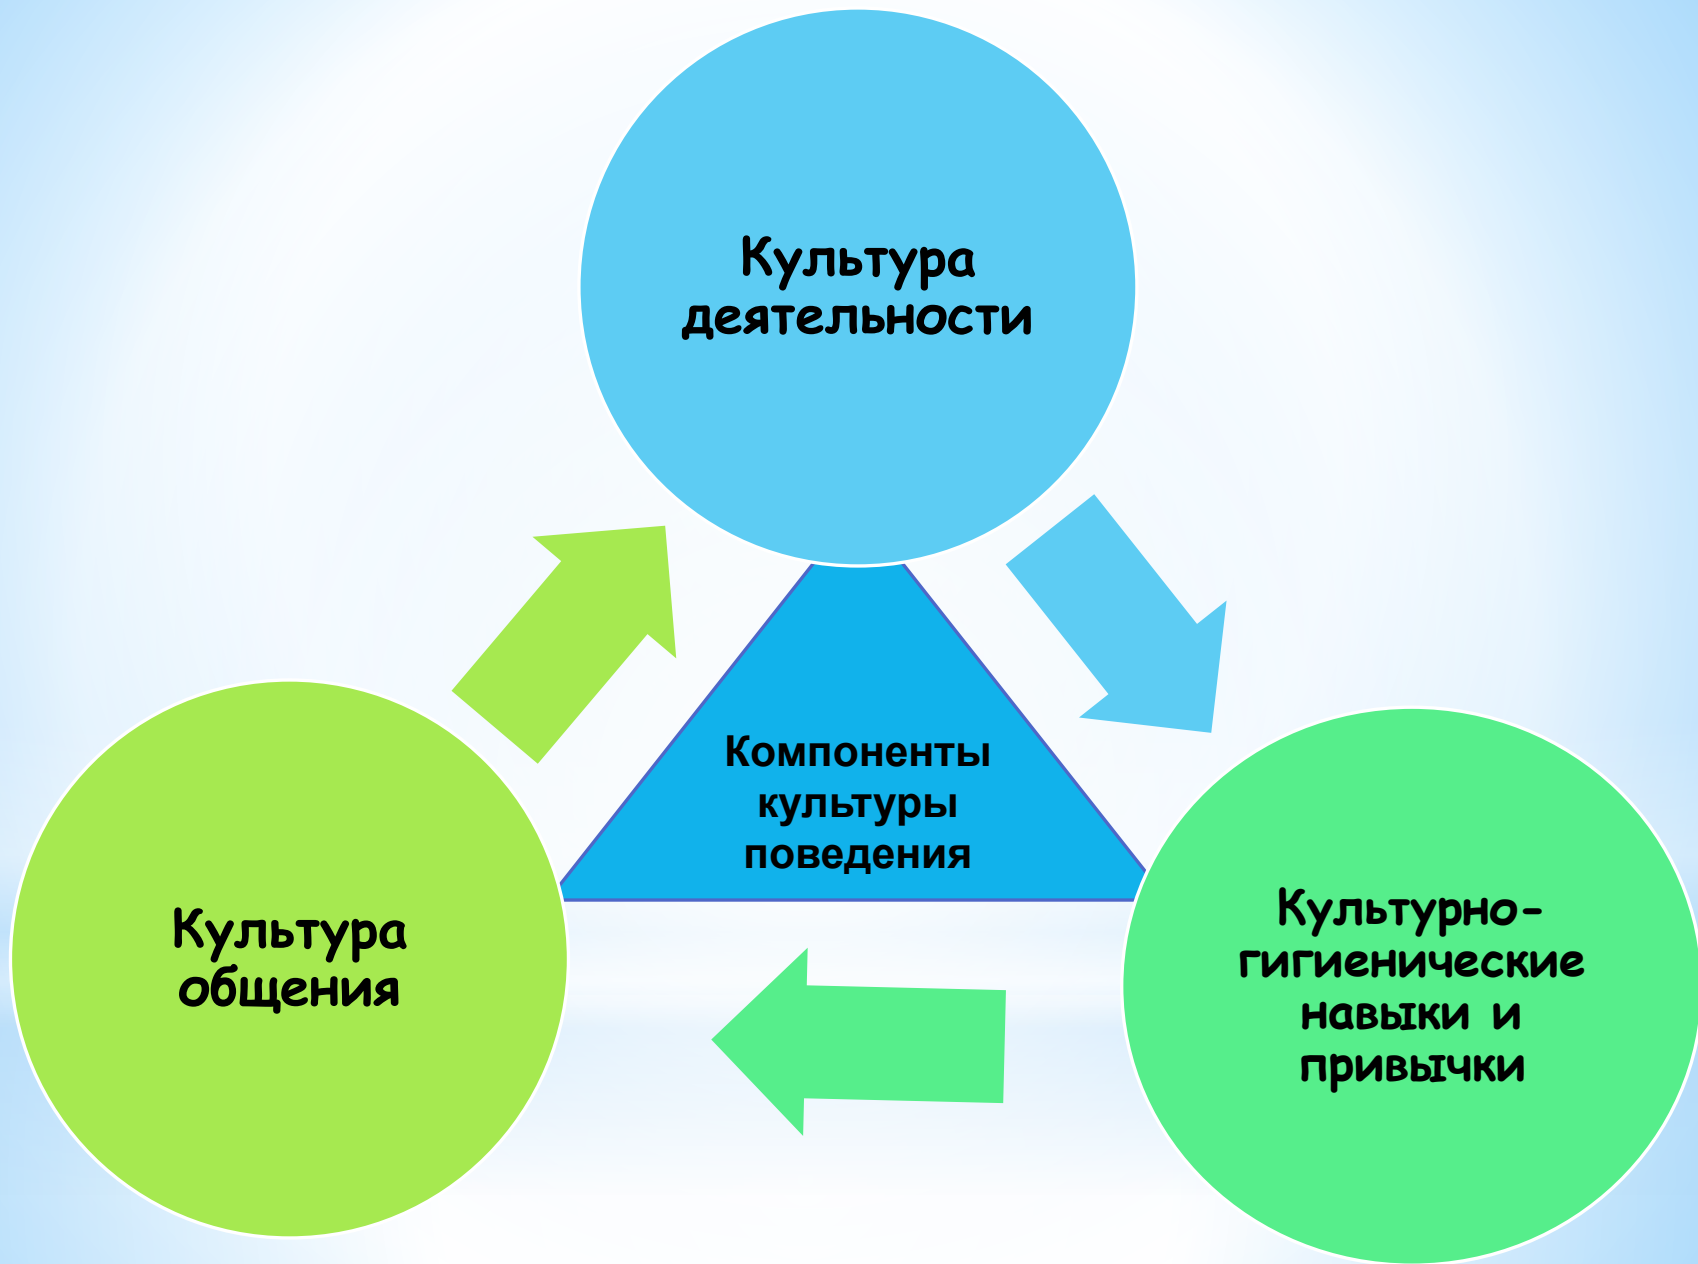 Культура
деятельности
Компоненты
культуры
поведения
Культура
общения
Культурно-
гигиенические
навыки и
привычки